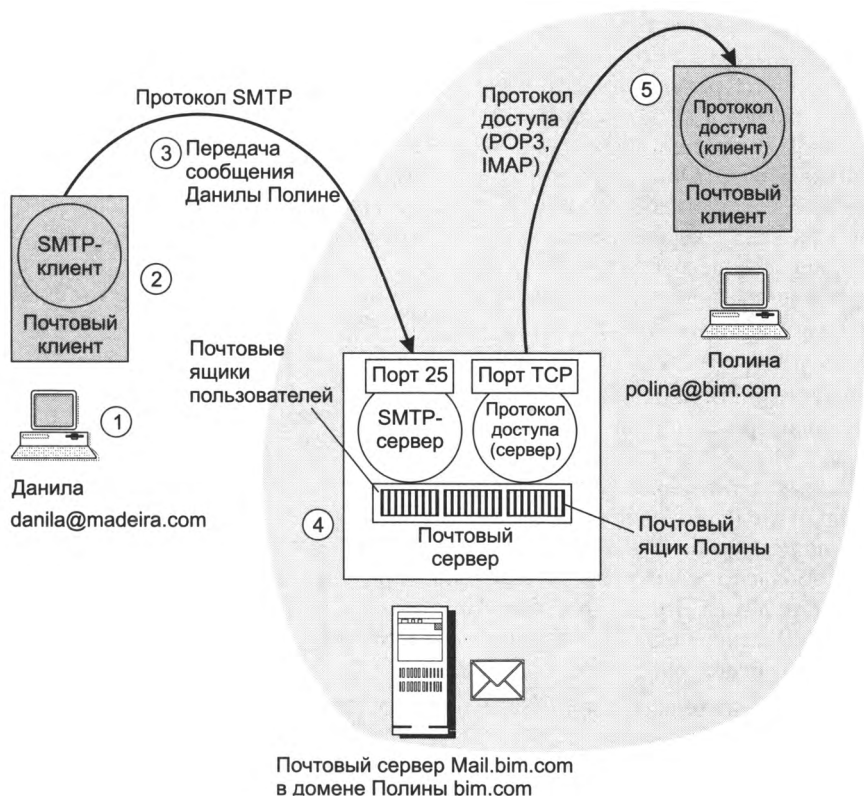 Протокол SMTP
3
Передача
сообщения
Данилы Полине
SMTP-
клиент
Почтовый
клиент
2
1
Данила
danila@madeira.com
Протокол
доступа
(POP3,
IMAP)
5
Протокол
доступа
(клиент)
Почтовый
клиент
Полина
polina@bim.com
Почтовые
ящики
пользователей
Порт 25
Порт TCP
SMTP-
сервер
Протокол
доступа
(сервер)
4
Почтовый
сервер
Почтовый
ящик Полины
Почтовый сервер Mail.bim.com
в домене Полины bim.com